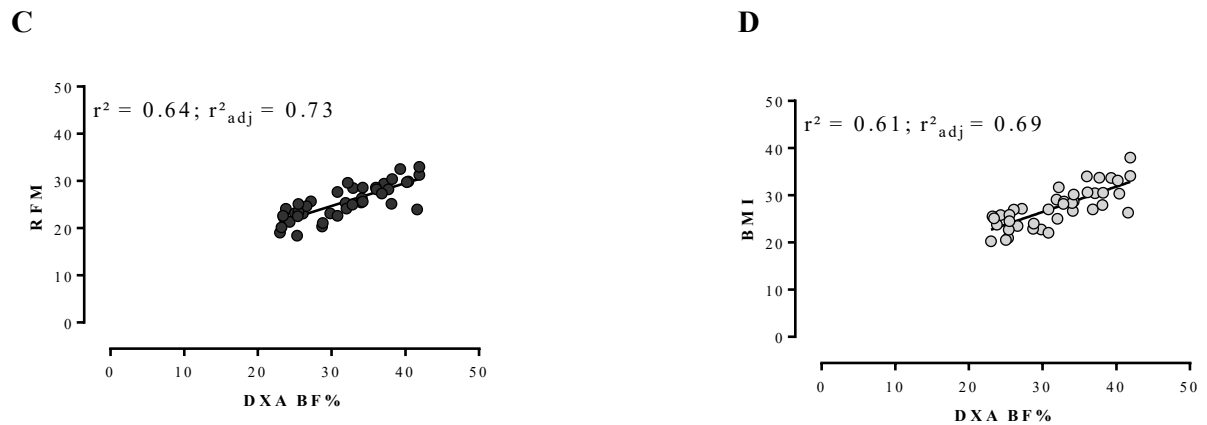 C
50
40
30
20
10
0
RFM
r² = 0.64; r²adj = 0.73
0 10 20 30 40 50
DXA BF%
D
50
40
30
20
10
0
BMI
r² = 0.61; r²adj = 0.69
0 10 20 30 40 50
DXA BF%